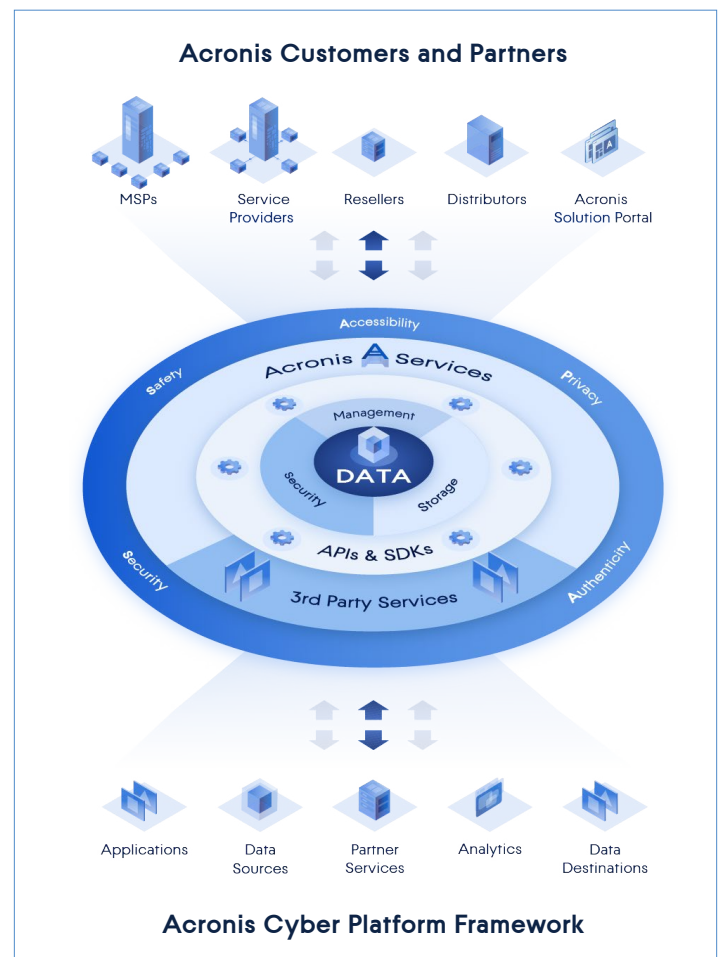 Acronis Customers and Partners
MSPs
Service
Providers
Resellers
Distributors
Acronis
Solution Portal
Accessibility
Safety
Privacy
Acronis A Services
Management
DATA
Security
Storage
APIs & SDKs
3rd Party Services
Security
Authenticity
Applications
Data
Sources
Partner
Services
Analytics
Data
Destinations
Acronis Cyber Platform Framework